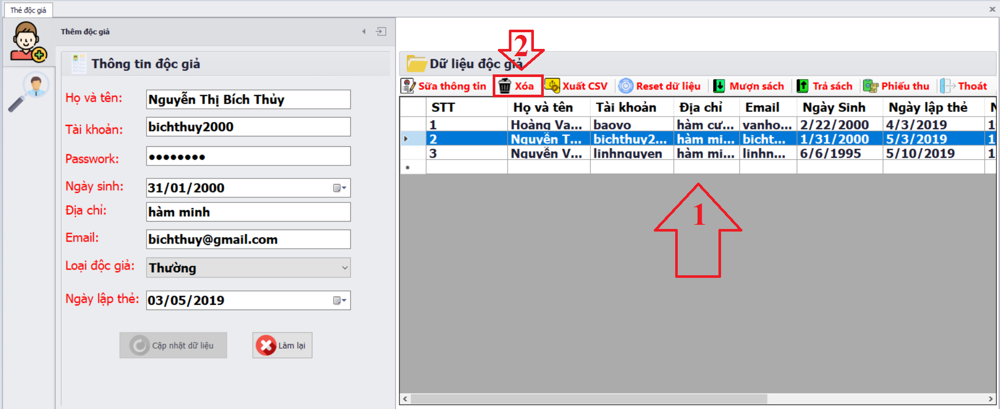 Thẻ độc giả
Thêm độc giả
Thông tin độc giả
Họ và tên: Nguyễn Thị Bích Thủy
Tài khoản: bichthuy2000
Passwork: ●●●●●●●●
Ngày sinh: 31/01/2000
Địa chỉ: hàm minh
Email: bichthuy@gmail.com
Loại độc giả: Thường
Ngày lập thẻ: 03/05/2019
Cập nhật dữ liệu Làm lại
2
Dữ liệu độc giả
Sữa thông tin Xóa Xuất CSV Reset dữ liệu Mượn sách Trả sách Phiếu thu Thoát
STT Họ và tên Tài khoản Địa chỉ Email Ngày Sinh Ngày lập thẻ
1 Hoàng Va... baovo hàm cư... vanho... 2/22/2000 4/3/2019 1
2 Nguyễn T... bichthuy2... hàm mi... bicht... 1/31/2000 5/3/2019 1
3 Nguyễn V... linhnguyen hàm mi... linhn... 6/6/1995 5/10/2019 1
1